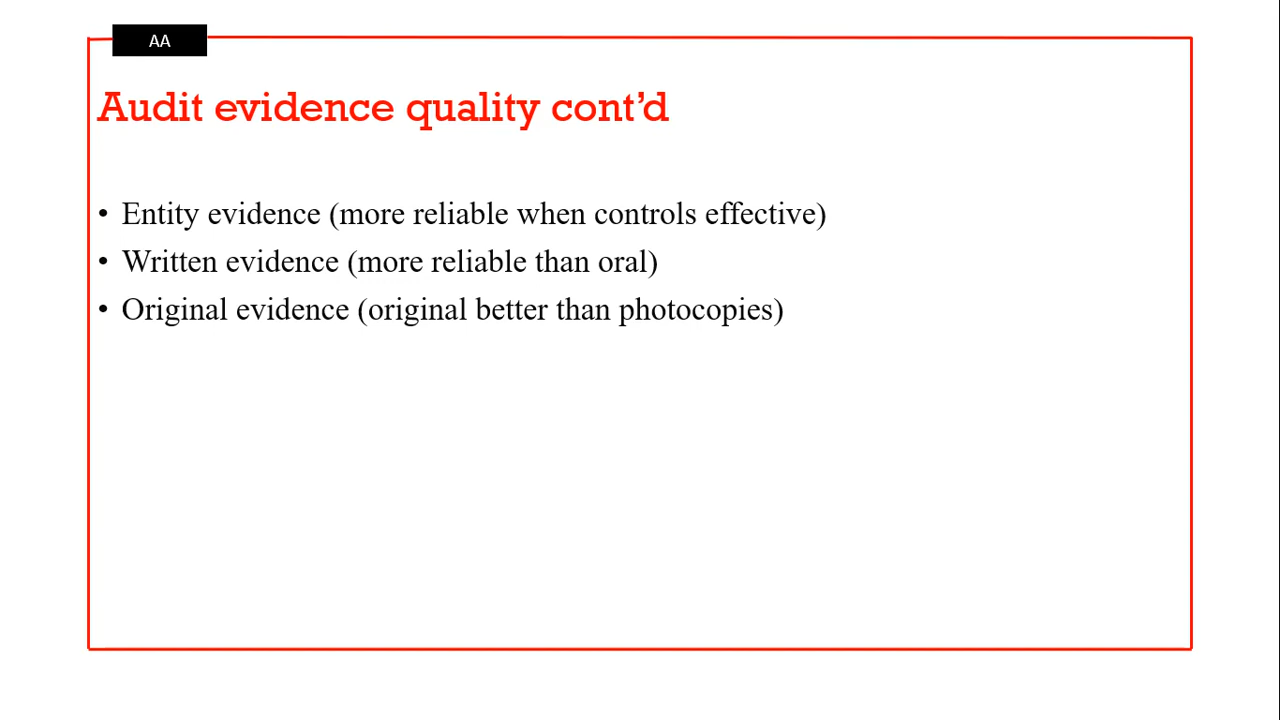 AA
Audit evidence quality cont’d
• Entity evidence (more reliable when controls effective)
• Written evidence (more reliable than oral)
• Original evidence (original better than photocopies)